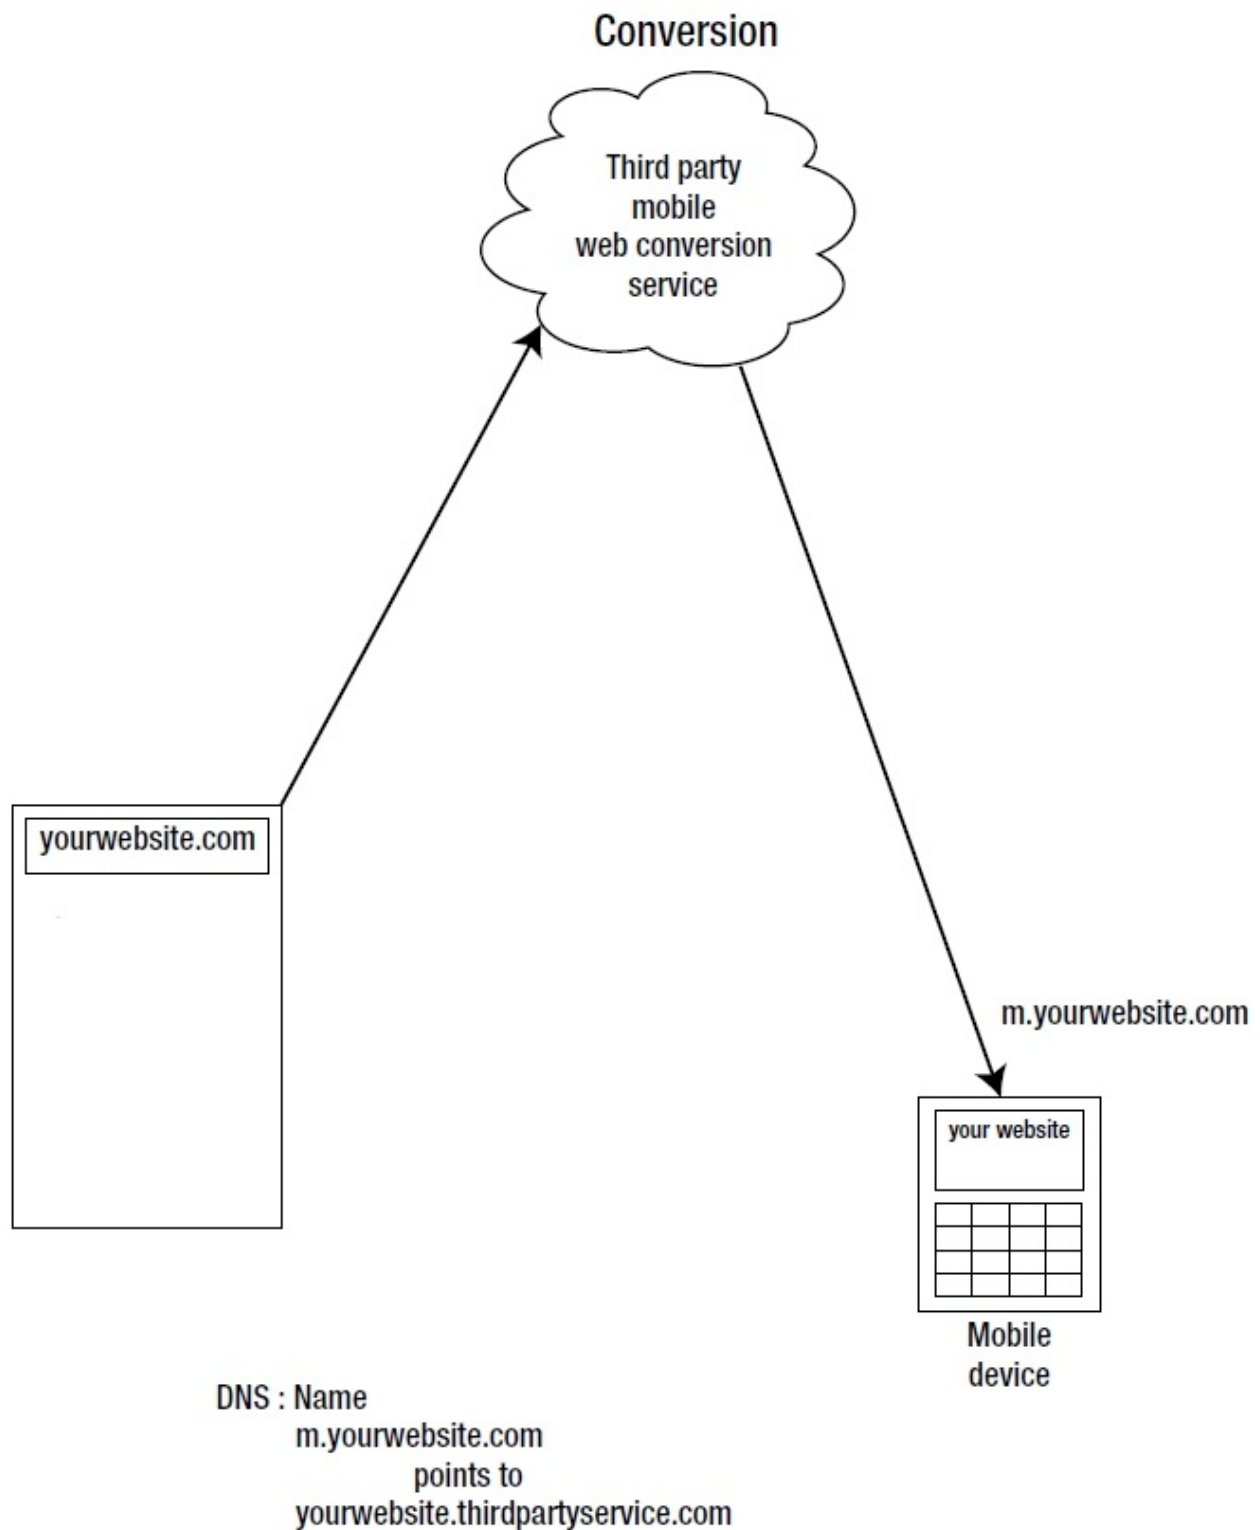 Conversion
Third party
mobile
web conversion
service
yourwebsite.com
m.yourwebsite.com
your website
Mobile
device
DNS : Name
m.yourwebsite.com
points to
yourwebsite.thirdpartyservice.com